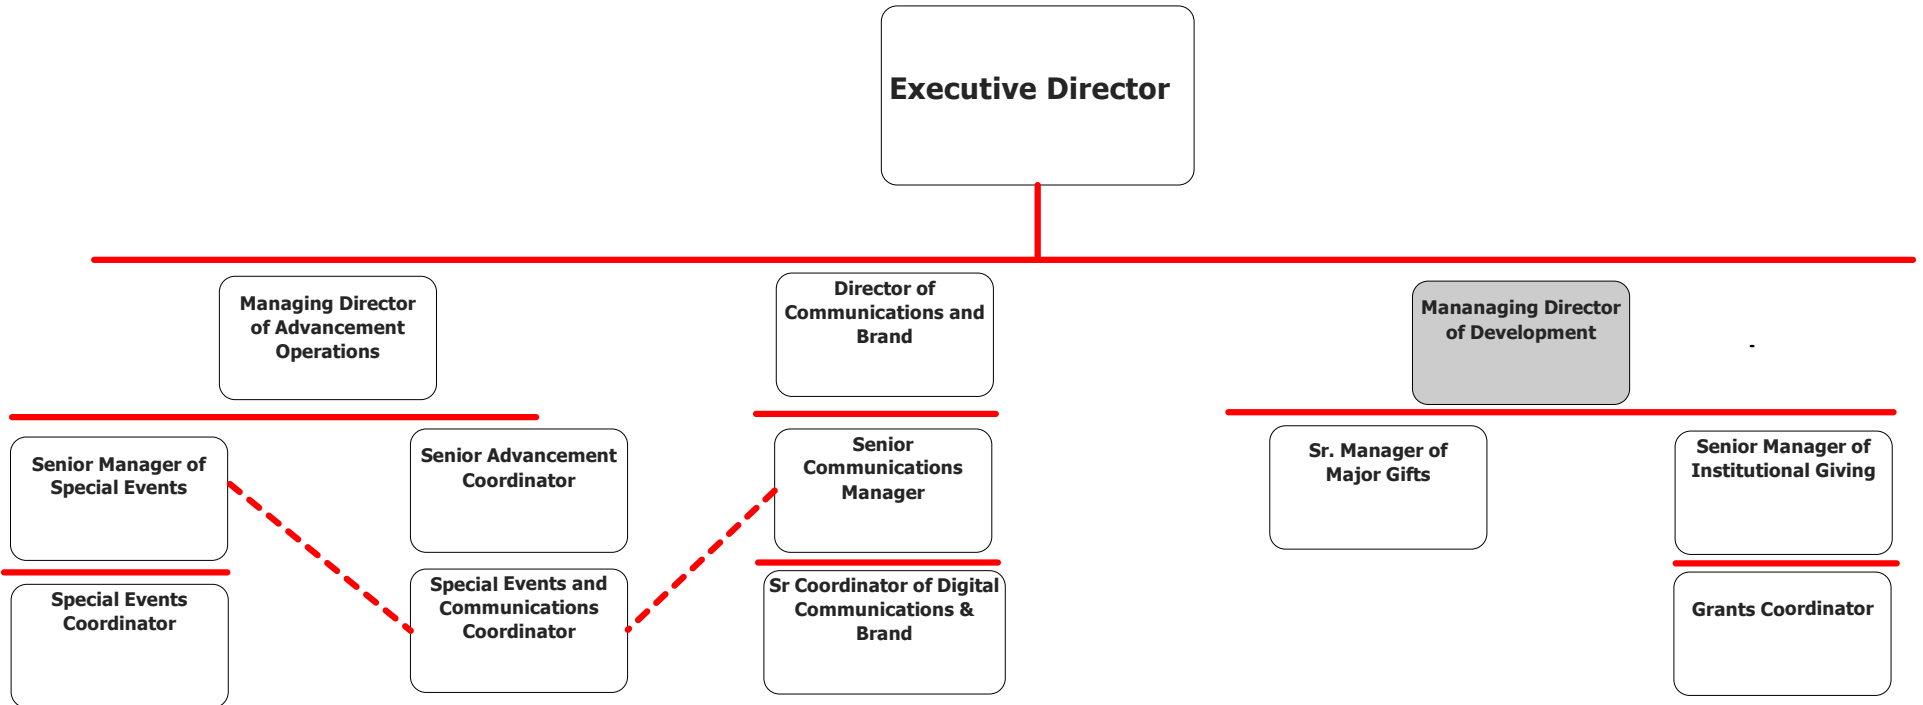 Executive Director
Managing Director
of Advancement
Operations
Director of
Communications and
Brand
Mananaging Director
of Development
-
Senior Manager of
Special Events
Senior Advancement
Coordinator
Senior
Communications
Manager
Sr. Manager of
Major Gifts
Senior Manager of
Institutional Giving
Special Events
Coordinator
Special Events and
Communications
Coordinator
Sr Coordinator of Digital
Communications &
Brand
Grants Coordinator